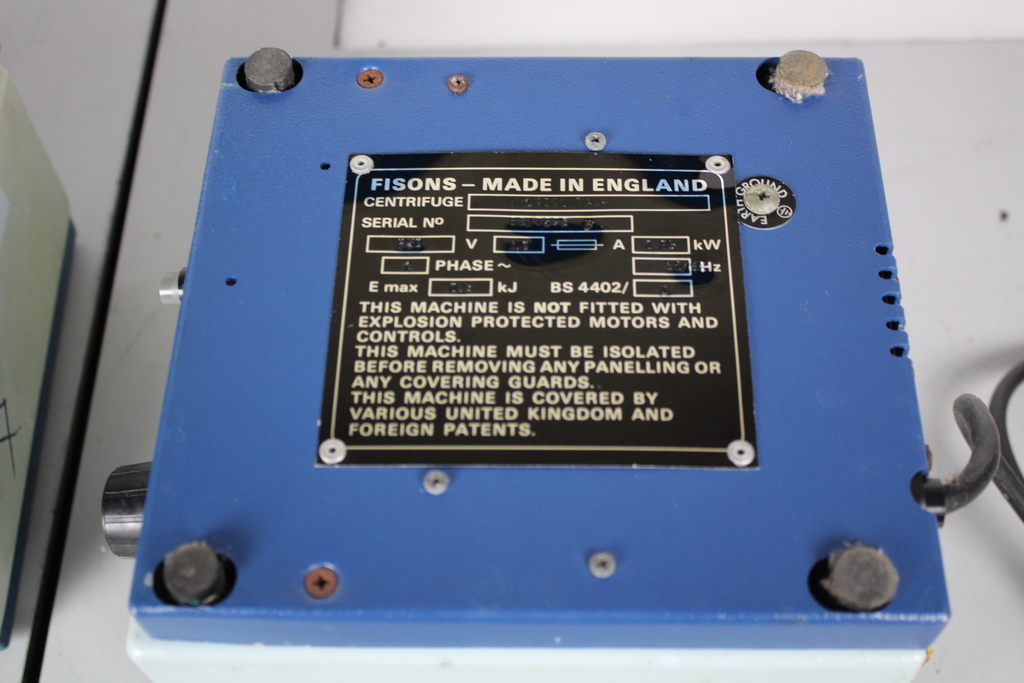 FISONS – MADE IN ENGLAND
CENTRIFUGE
SERIAL Nº
V A kW
PHASE ~ Hz
E max kJ BS 4402/
THIS MACHINE IS NOT FITTED WITH
EXPLOSION PROTECTED MOTORS AND
CONTROLS.
THIS MACHINE MUST BE ISOLATED
BEFORE REMOVING ANY PANELLING OR
ANY COVERING GUARDS.
THIS MACHINE IS COVERED BY
VARIOUS UNITED KINGDOM AND
FOREIGN PATENTS.
EARTH GROUND